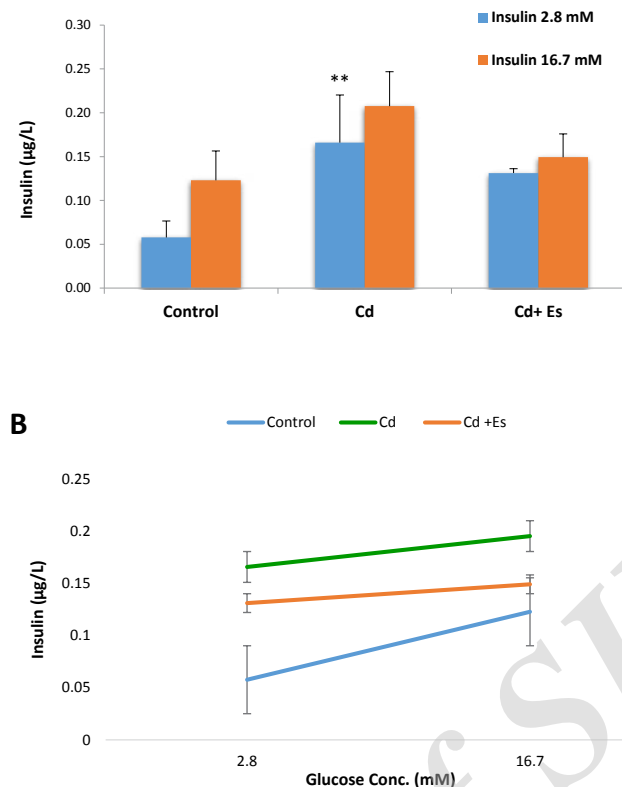 Insulin 2.8 mM
Insulin 16.7 mM
Insulin (µg/L)
0.30
0.25
0.20
0.15
0.10
0.05
0.00
**
Control Cd Cd+ Es
B
Control Cd Cd +Es
Insulin (µg/L)
0.25
0.2
0.15
0.1
0.05
0
2.8 16.7
Glucose Conc. (mM)